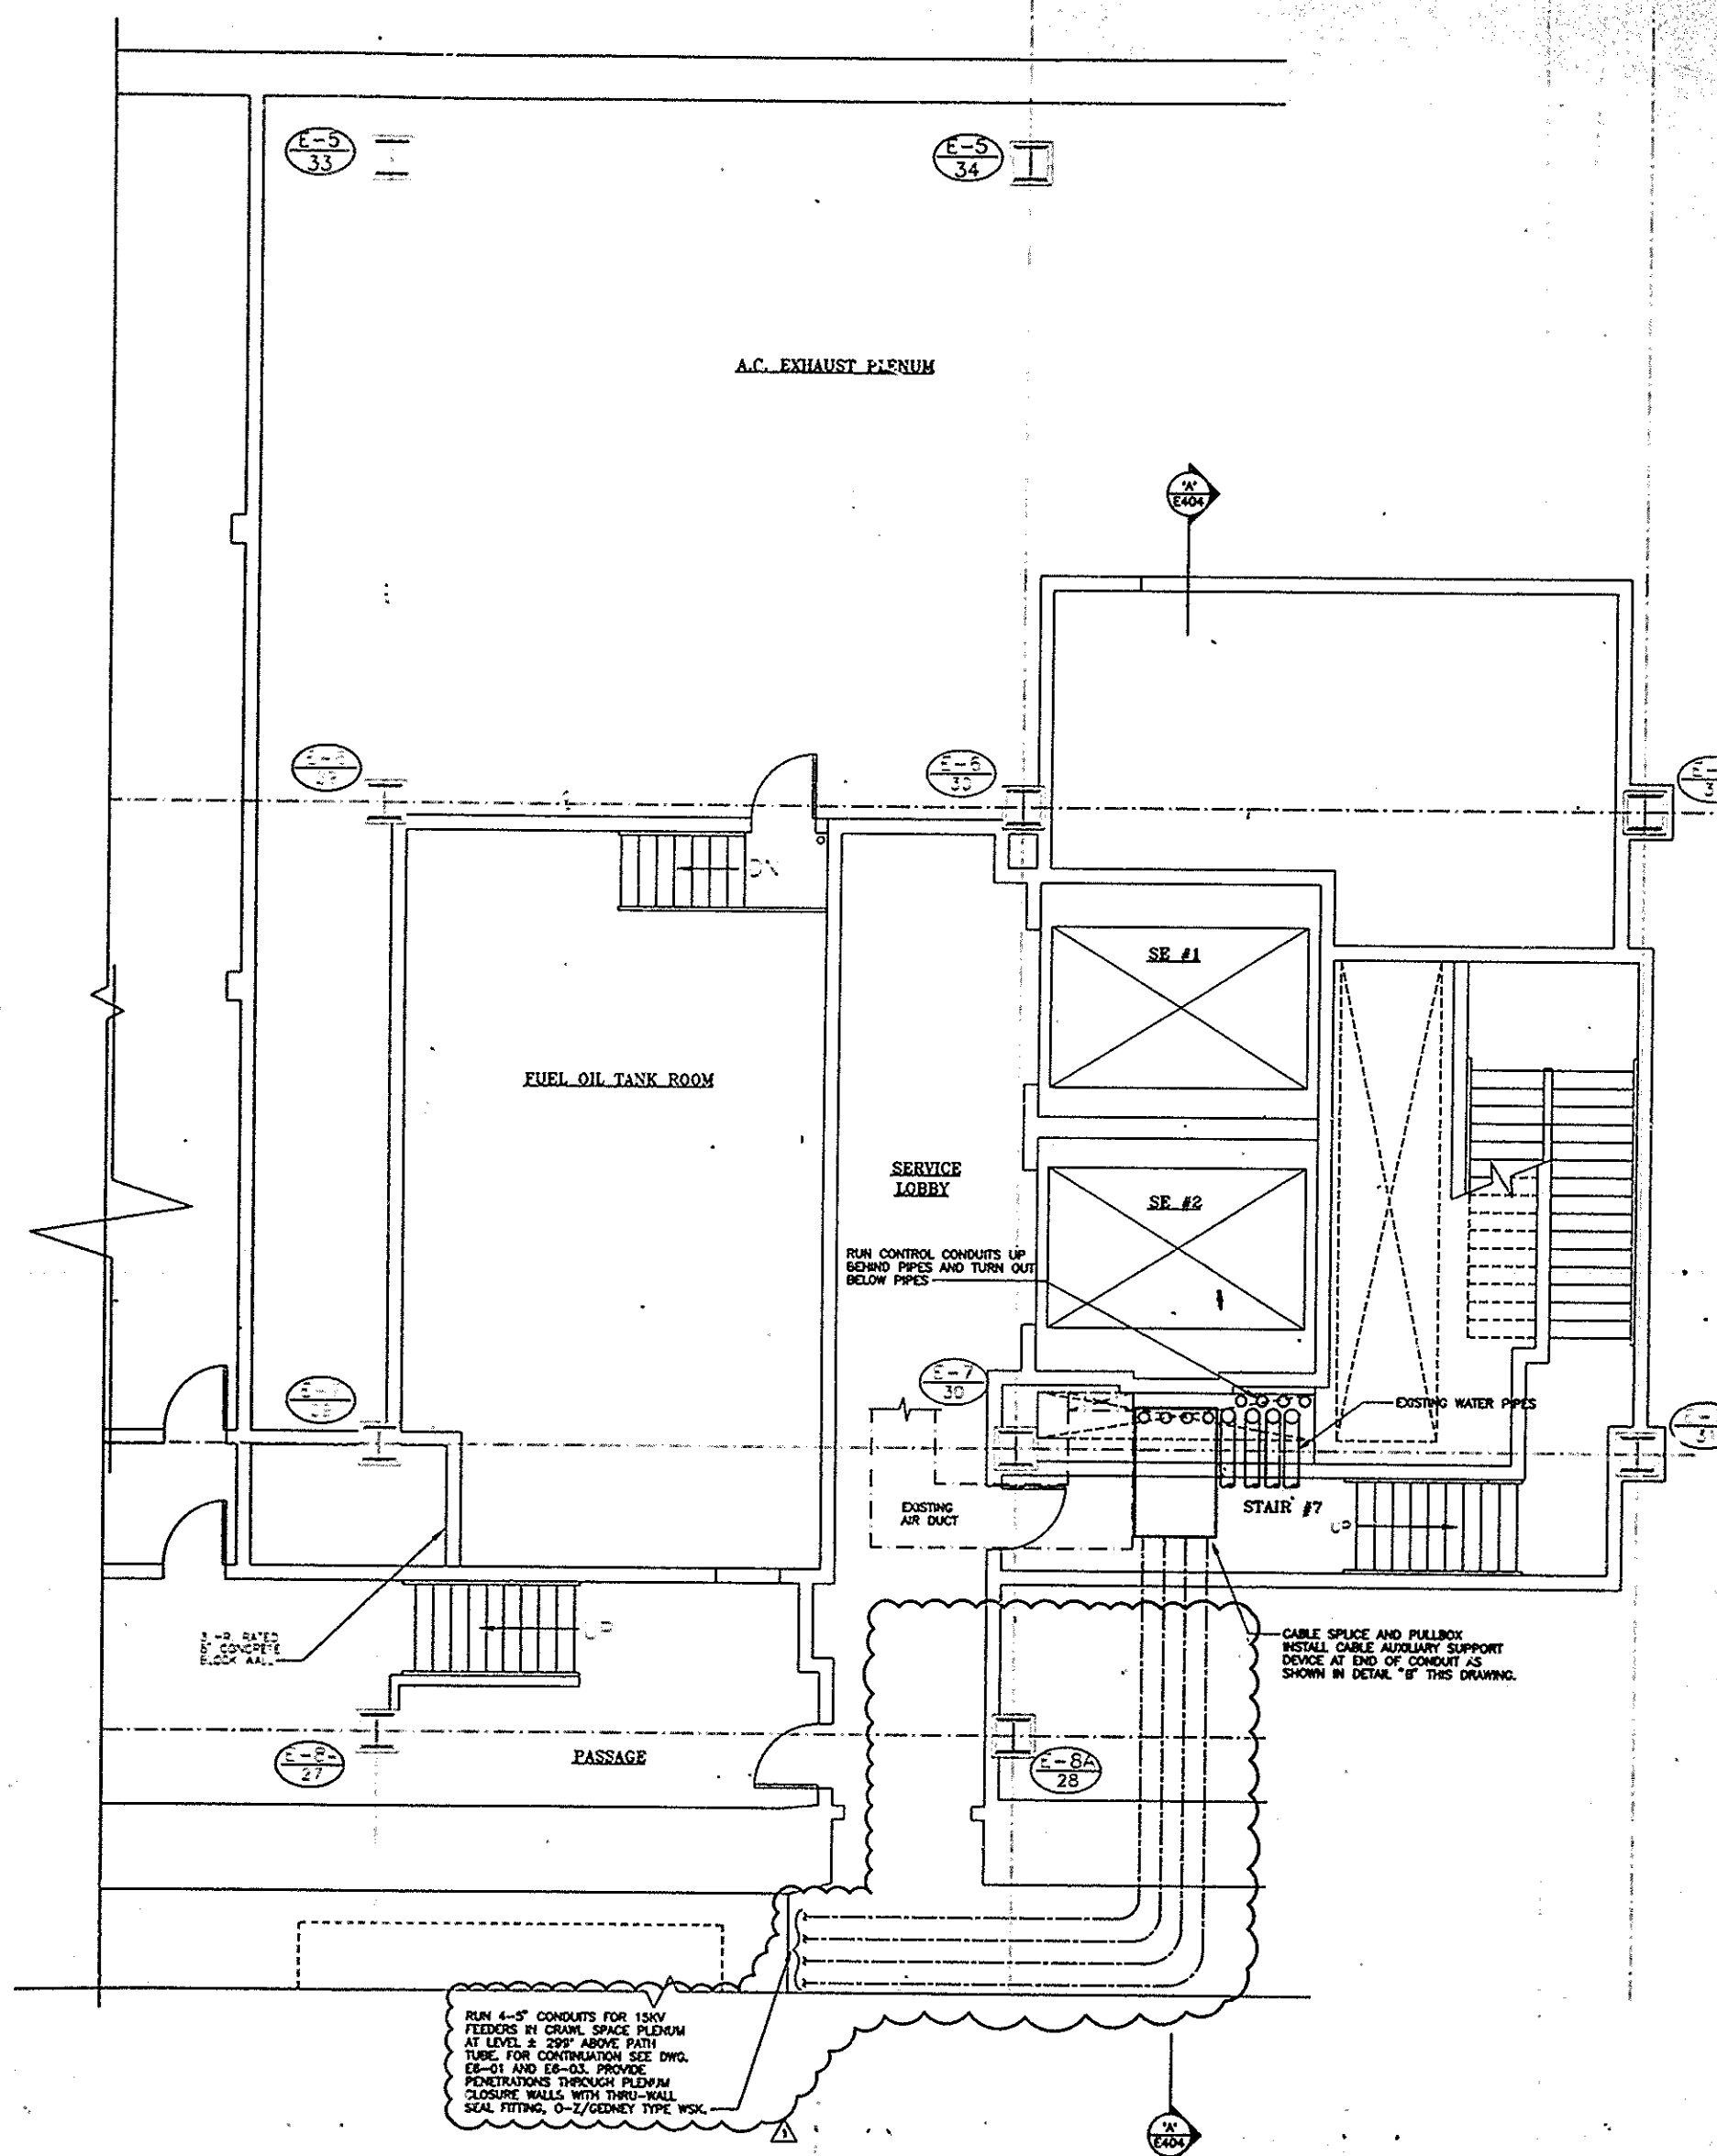 E-5
33
E-5
34
A.C. EXHAUST PLENUM
"A"
E404
E-6
30
DN
SE #1
FUEL OIL TANK ROOM
SERVICE
LOBBY
SE #2
RUN CONTROL CONDUITS UP
BEHIND PIPES AND TURN OUT
BELOW PIPES
E-7
30
EXISTING WATER PIPES
EXISTING
AIR DUCT
STAIR #7
UP
BLOCK WALL
UP
CABLE SPLICE AND PULLBOX
INSTALL CABLE AUXILIARY SUPPORT
DEVICE AT END OF CONDUIT AS
SHOWN IN DETAIL "B" THIS DRAWING.
PASSAGE
27
E-8A
28
RUN 4-5" CONDUITS FOR 15KV
FEEDERS IN CRAWL SPACE PLENUM
AT LEVEL ± 299' ABOVE PATH
TUBE. FOR CONTINUATION SEE DWG.
E6-01 AND E6-03. PROVIDE
PENETRATIONS THROUGH PLENUM
CLOSURE WALLS WITH THRU-WALL
SEAL FITTING, O-Z/GEDNEY TYPE WSK.
1
"A"
E404